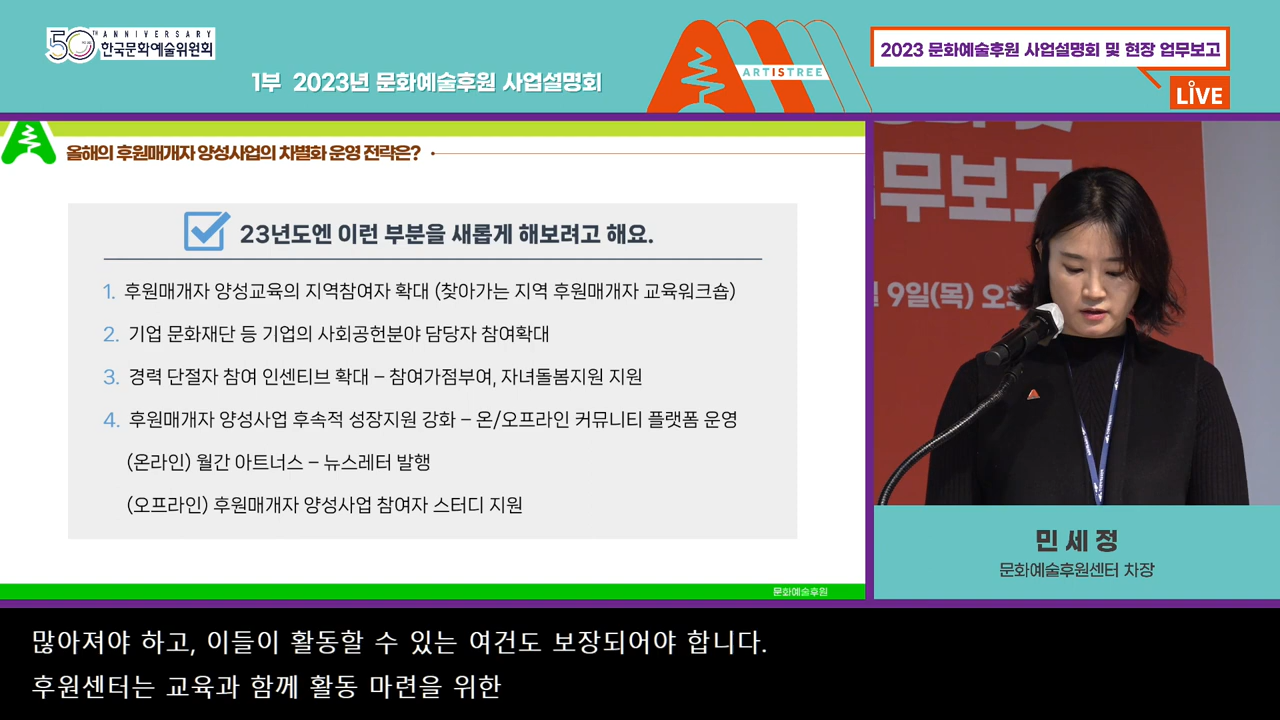 50TH ANNIVERSARY
한국문화예술위원회
1부 2023년 문화예술후원 사업설명회
ARTISTREE
2023 문화예술후원 사업설명회 및 현장 업무보고
LIVE
올해의 후원매개자 양성사업의 차별화 운영 전략은?
23년도엔 이런 부분을 새롭게 해보려고 해요.
1. 후원매개자 양성교육의 지역참여자 확대 (찾아가는 지역 후원매개자 교육워크숍)
2. 기업 문화재단 등 기업의 사회공헌분야 담당자 참여확대
3. 경력 단절자 참여 인센티브 확대 – 참여가점부여, 자녀돌봄지원 지원
4. 후원매개자 양성사업 후속적 성장지원 강화 – 온/오프라인 커뮤니티 플랫폼 운영
(온라인) 월간 아트너스 – 뉴스레터 발행
(오프라인) 후원매개자 양성사업 참여자 스터디 지원
문화예술후원
무보고
9일(목) 오후
민세정
문화예술후원센터 차장
많아져야 하고, 이들이 활동할 수 있는 여건도 보장되어야 합니다.
후원센터는 교육과 함께 활동 마련을 위한